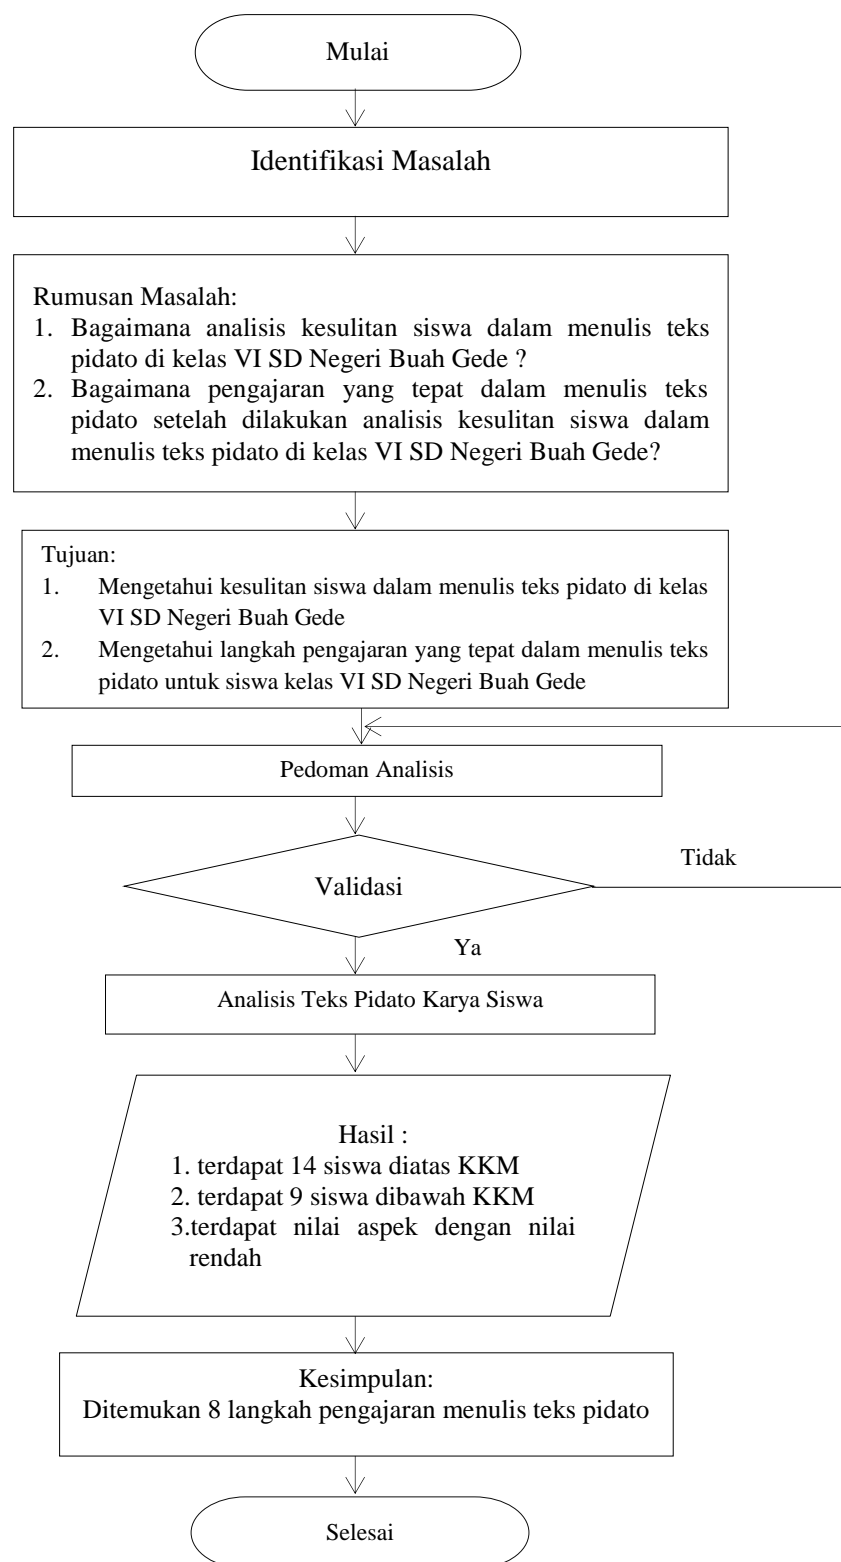 Mulai
Identifikasi Masalah
Rumusan Masalah:
1. Bagaimana analisis kesulitan siswa dalam menulis teks
pidato di kelas VI SD Negeri Buah Gede ?
2. Bagaimana pengajaran yang tepat dalam menulis teks
pidato setelah dilakukan analisis kesulitan siswa dalam
menulis teks pidato di kelas VI SD Negeri Buah Gede?
Tujuan:
1. Mengetahui kesulitan siswa dalam menulis teks pidato di kelas
VI SD Negeri Buah Gede
2. Mengetahui langkah pengajaran yang tepat dalam menulis teks
pidato untuk siswa kelas VI SD Negeri Buah Gede
Pedoman Analisis
Tidak
Validasi
Ya
Analisis Teks Pidato Karya Siswa
Hasil :
1. terdapat 14 siswa diatas KKM
2. terdapat 9 siswa dibawah KKM
3.terdapat nilai aspek dengan nilai
rendah
Kesimpulan:
Ditemukan 8 langkah pengajaran menulis teks pidato
Selesai